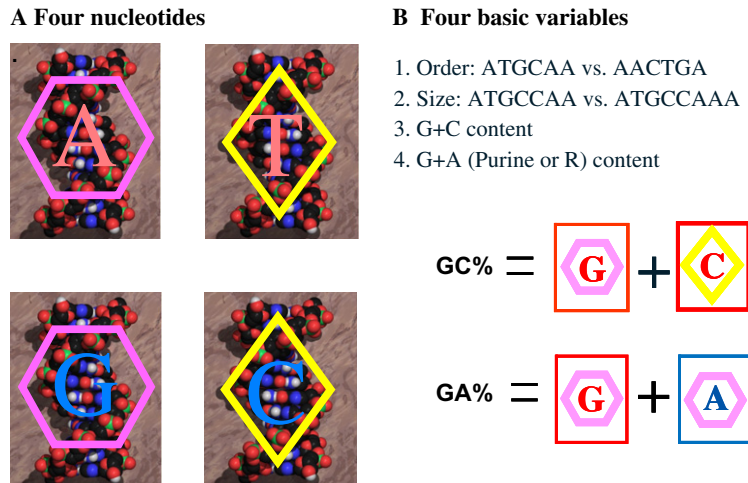 A Four nucleotides
A
T
G
C
B Four basic variables
1. Order: ATGCAA vs. AACTGA
2. Size: ATGCCAA vs. ATGCCAAA
3. G+C content
4. G+A (Purine or R) content
GC% = G + C
GA% = G + A